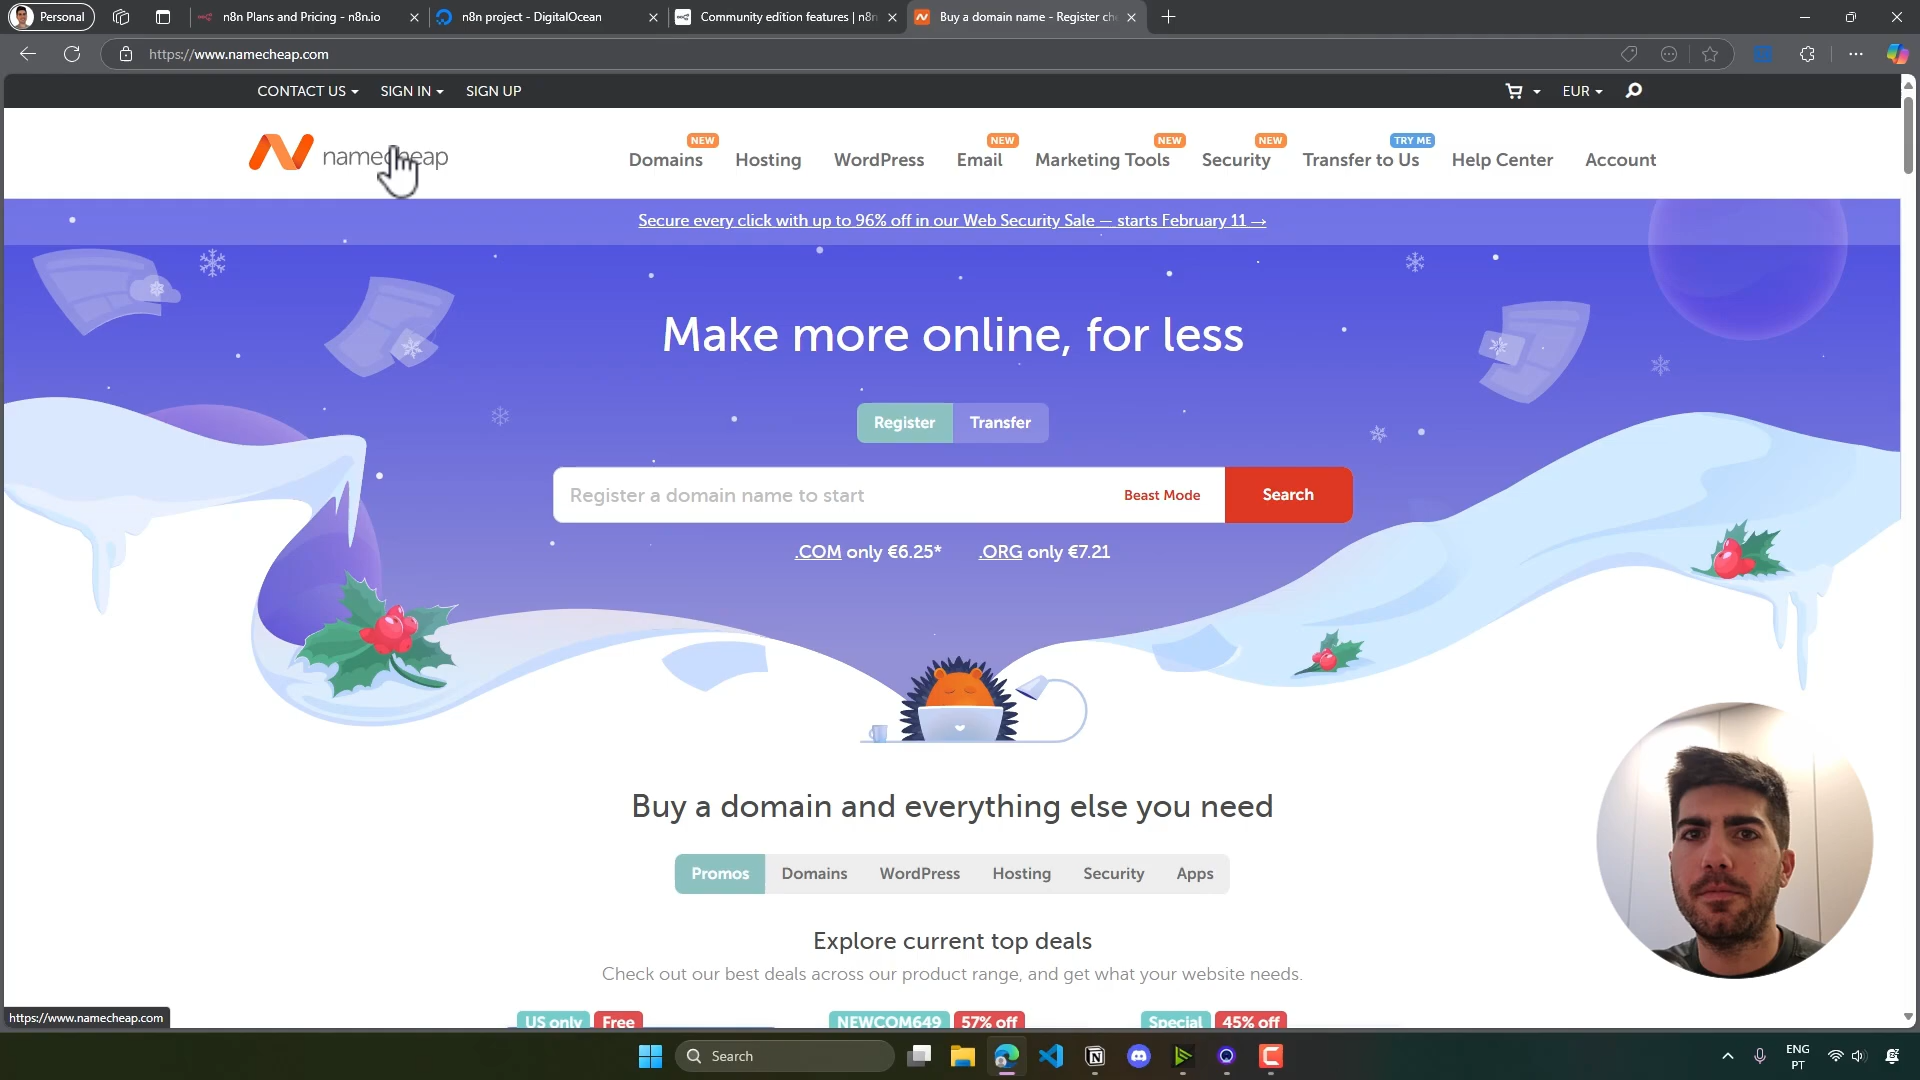 Personal
n8n Plans and Pricing - n8n.io
n8n project - DigitalOcean
Community edition features | n8n
Buy a domain name - Register ch
https://www.namecheap.com
CONTACT US
SIGN IN
SIGN UP
EUR
namecheap
NEW
NEW
NEW
NEW
TRY ME
Domains
Hosting
WordPress
Email
Marketing Tools
Security
Transfer to Us
Help Center
Account
Secure every click with up to 96% off in our Web Security Sale — starts February 11 →
Make more online, for less
Register
Transfer
Register a domain name to start
Beast Mode
Search
.COM only €6.25*
.ORG only €7.21
Buy a domain and everything else you need
Promos
Domains
WordPress
Hosting
Security
Apps
Explore current top deals
Check out our best deals across our product range, and get what your website needs.
US only
Free
NEWCOM649
57% off
Special
45% off
https://www.namecheap.com
Search
ENG
PT